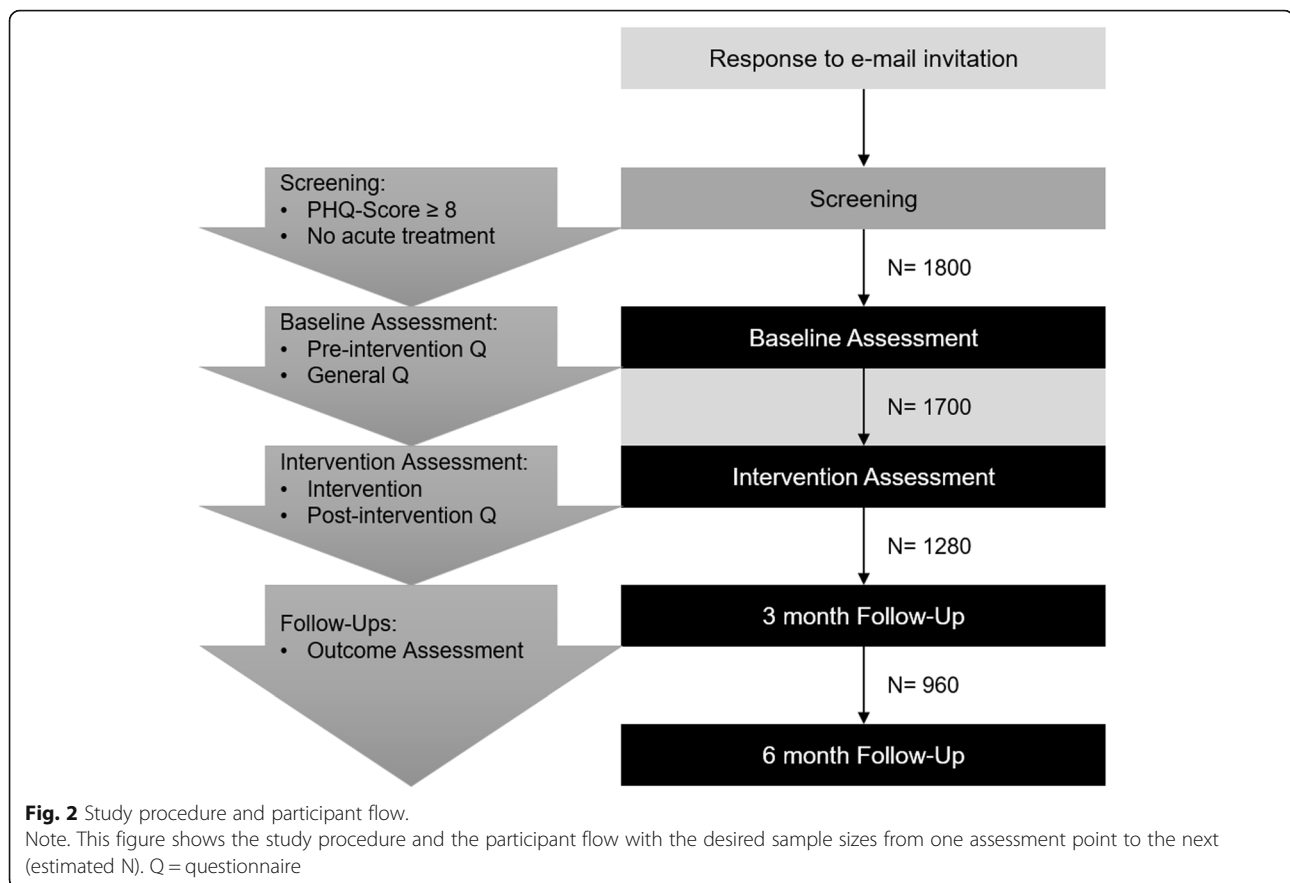 Response to e-mail invitation
Screening:
• PHQ-Score ≥ 8
• No acute treatment
Screening
N= 1800
Baseline Assessment:
• Pre-intervention Q
• General Q
Baseline Assessment
N= 1700
Intervention Assessment:
• Intervention
• Post-intervention Q
Intervention Assessment
N= 1280
Follow-Ups:
• Outcome Assessment
3 month Follow-Up
N= 960
6 month Follow-Up
Fig. 2 Study procedure and participant flow.
Note. This figure shows the study procedure and the participant flow with the desired sample sizes from one assessment point to the next
(estimated N). Q = questionnaire